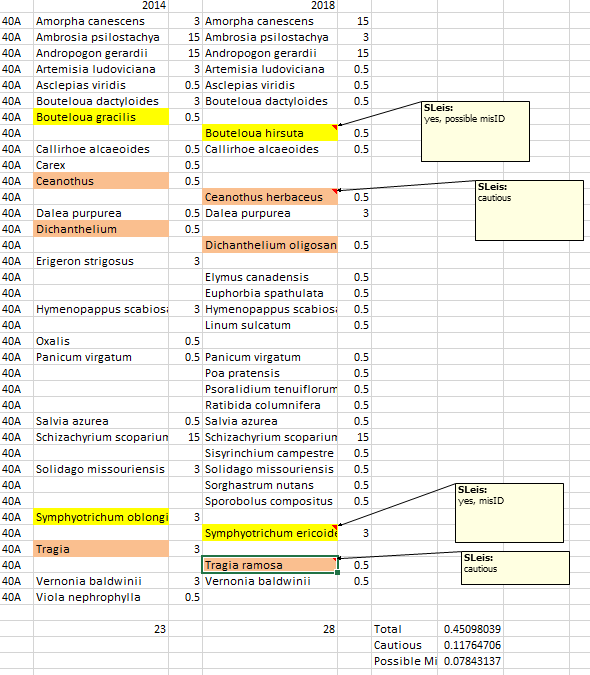 2014 2018
40A Amorpha canescens 3 Amorpha canescens 15
40A Ambrosia psilostachya 15 Ambrosia psilostachya 3
40A Andropogon gerardii 15 Andropogon gerardii 15
40A Artemisia ludoviciana 3 Artemisia ludoviciana 0.5
40A Asclepias viridis 0.5 Asclepias viridis 0.5
40A Bouteloua dactyloides 3 Bouteloua dactyloides 0.5
SLeis:
40A Bouteloua gracilis 0.5
yes, possible misID
40A Bouteloua hirsuta 0.5
40A Callirhoe alcaeoides 0.5 Callirhoe alcaeoides 0.5
40A Carex 0.5
40A Ceanothus 0.5
SLeis:
cautious
40A Ceanothus herbaceus 0.5
40A Dalea purpurea 0.5 Dalea purpurea 3
40A Dichanthelium 0.5
40A Dichanthelium oligosan 0.5
40A Erigeron strigosus 3
40A Elymus canadensis 0.5
40A Euphorbia spathulata 0.5
40A Hymenopappus scabiosa 3 Hymenopappus scabiosa 0.5
40A Linum sulcatum 0.5
40A Oxalis 0.5
40A Panicum virgatum 0.5 Panicum virgatum 0.5
40A Poa pratensis 0.5
40A Psoralidium tenuiflorum 0.5
40A Ratibida columnifera 0.5
40A Salvia azurea 0.5 Salvia azurea 0.5
40A Schizachyrium scoparium 15 Schizachyrium scoparium 15
40A Sisyrinchium campestre 0.5
40A Solidago missouriensis 3 Solidago missouriensis 0.5
40A Sorghastrum nutans 0.5
SLeis:
yes, misID
40A Sporobolus compositus 0.5
40A Symphyotrichum oblongi 3
40A Symphyotrichum ericoide 3
40A Tragia 3
SLeis:
cautious
40A Tragia ramosa 0.5
40A Vernonia baldwinii 3 Vernonia baldwinii 0.5
40A Viola nephrophylla 0.5
23 28 Total 0.45098039
Cautious 0.11764706
Possible Mi 0.07843137